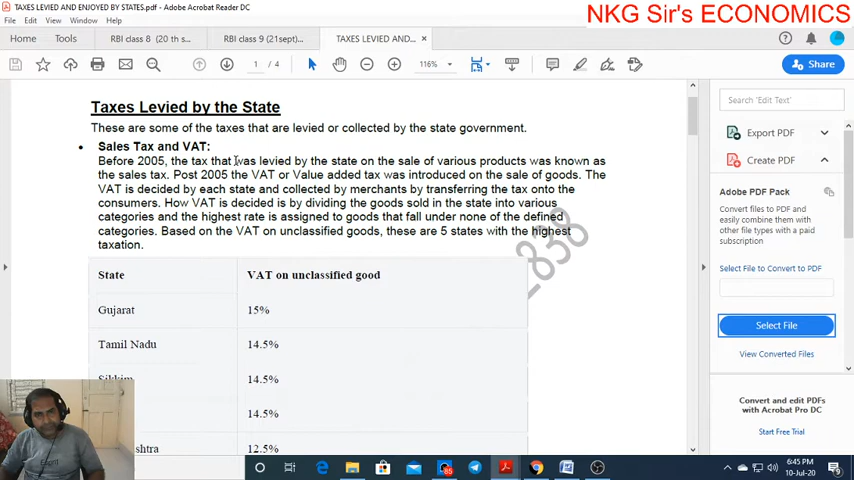 TAXES LEVIED AND ENJOYED BY STATES.pdf - Adobe Acrobat Reader DC
NKG Sir's ECONOMICS
File Edit View Window Help
Home Tools RBI class 8 (20 th s... RBI class 9 (21sept)... TAXES LEVIED AND... ×
1 / 4 116% Share
Taxes Levied by the State
These are some of the taxes that are levied or collected by the state government.
• Sales Tax and VAT:
Before 2005, the tax that was levied by the state on the sale of various products was known as
the sales tax. Post 2005 the VAT or Value added tax was introduced on the sale of goods. The
VAT is decided by each state and collected by merchants by transferring the tax onto the
consumers. How VAT is decided is by dividing the goods sold in the state into various
categories and the highest rate is assigned to goods that fall under none of the defined
categories. Based on the VAT on unclassified goods, these are 5 states with the highest
taxation.
2838
State VAT on unclassified good
Gujarat 15%
Tamil Nadu 14.5%
Sikkim 14.5%
14.5%
shtra 12.5%
Search 'Edit Text'
Export PDF
Create PDF
Adobe PDF Pack
Convert files to PDF and
easily combine them with
other file types with a paid
subscription
Select File to Convert to PDF
Select File
View Converted Files
Convert and edit PDFs
with Acrobat Pro DC
Start Free Trial
Esprit
85
6:45 PM
10-Jul-20